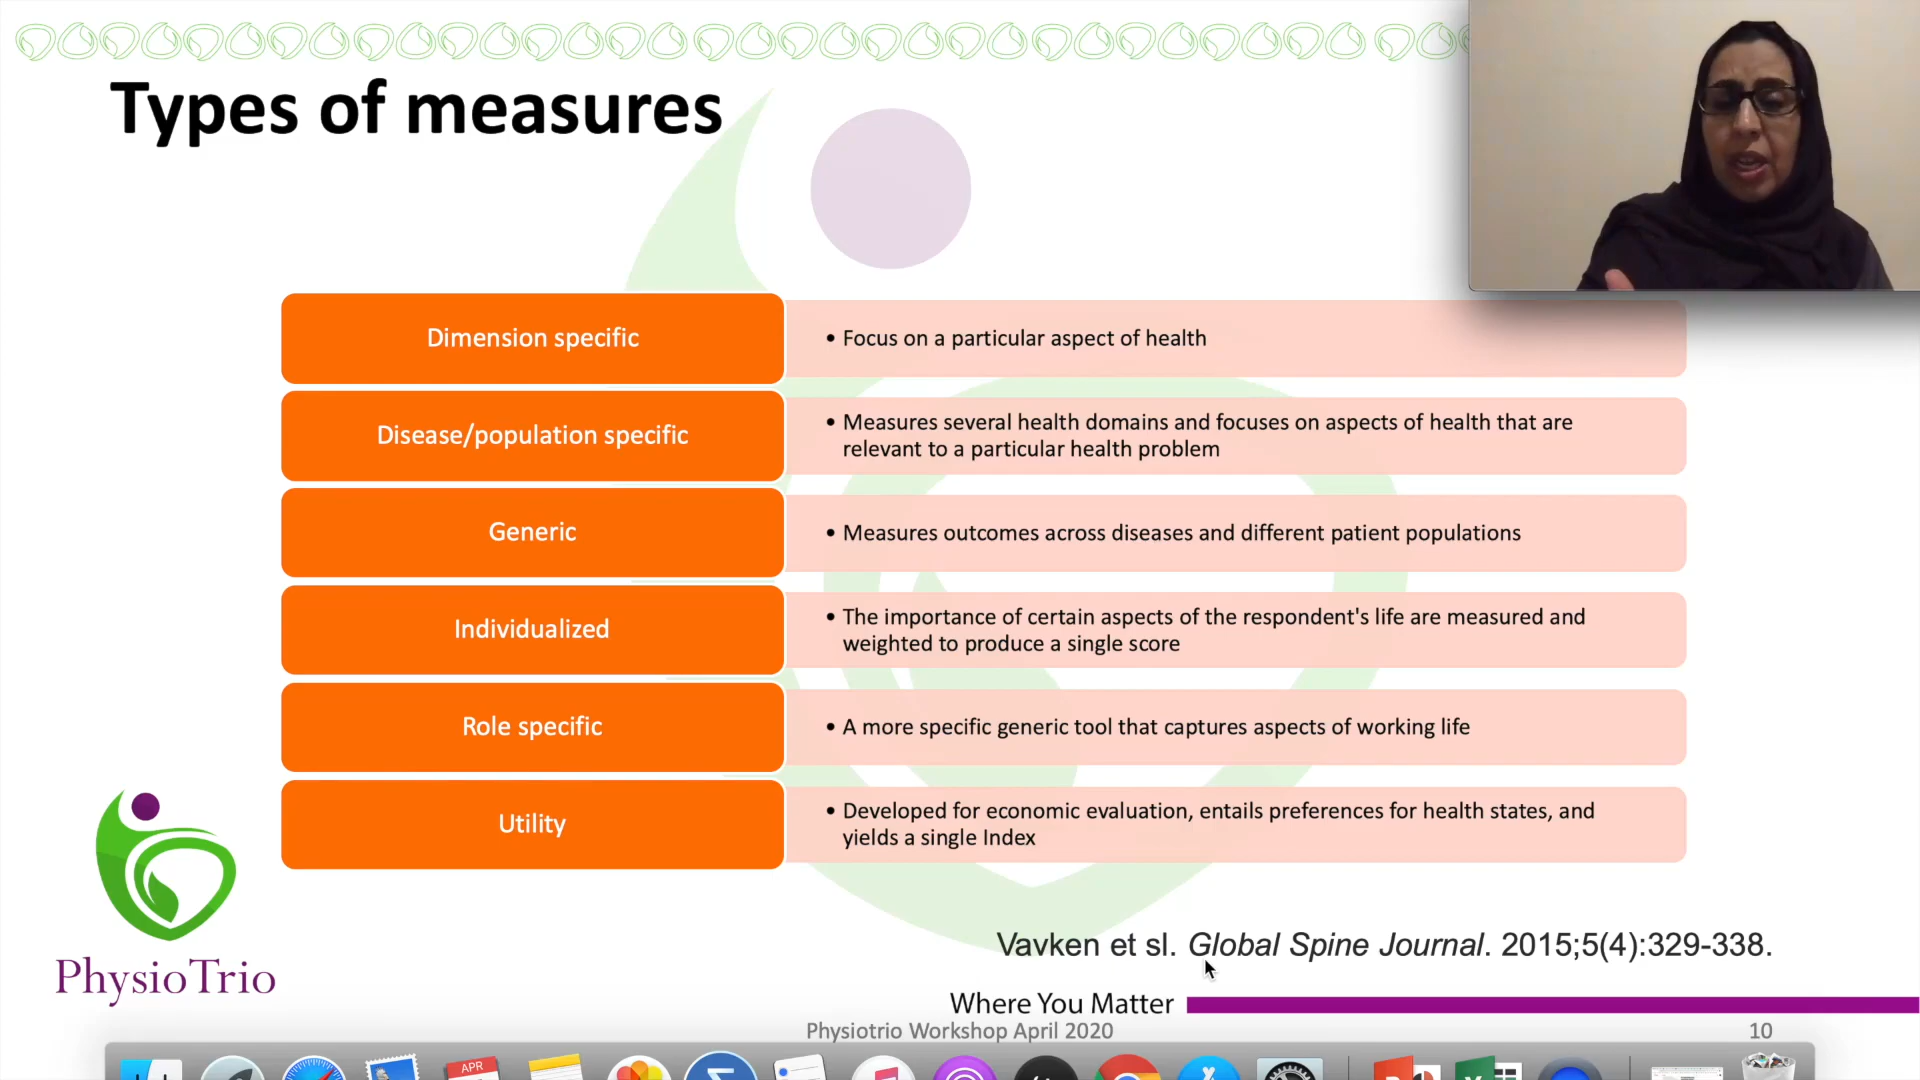 Types of measures
Dimension specific
• Focus on a particular aspect of health
Disease/population specific
• Measures several health domains and focuses on aspects of health that are
relevant to a particular health problem
Generic
• Measures outcomes across diseases and different patient populations
Individualized
• The importance of certain aspects of the respondent's life are measured and
weighted to produce a single score
Role specific
• A more specific generic tool that captures aspects of working life
Utility
• Developed for economic evaluation, entails preferences for health states, and
yields a single Index
PhysioTrio
Vavken et sl. Global Spine Journal. 2015;5(4):329-338.
Where You Matter
Physiotrio Workshop April 2020
10
APR